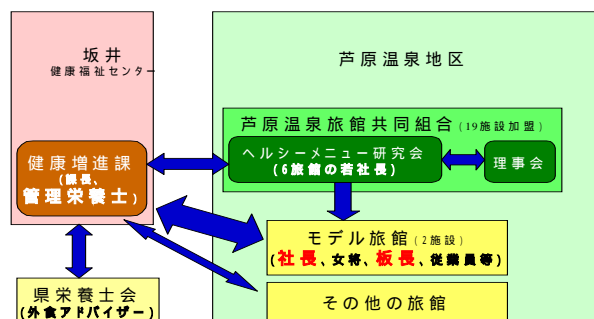 坂井
健康福祉センター
健康増進課
(課長、
管理栄養士)
県栄養士会
(外食アドバイザー)
芦原温泉地区
芦原温泉旅館共同組合(19施設加盟)
ヘルシーメニュー研究会
(6旅館の若社長)
理事会
モデル旅館(2施設)
(社長、女将、板長、従業員等)
その他の旅館